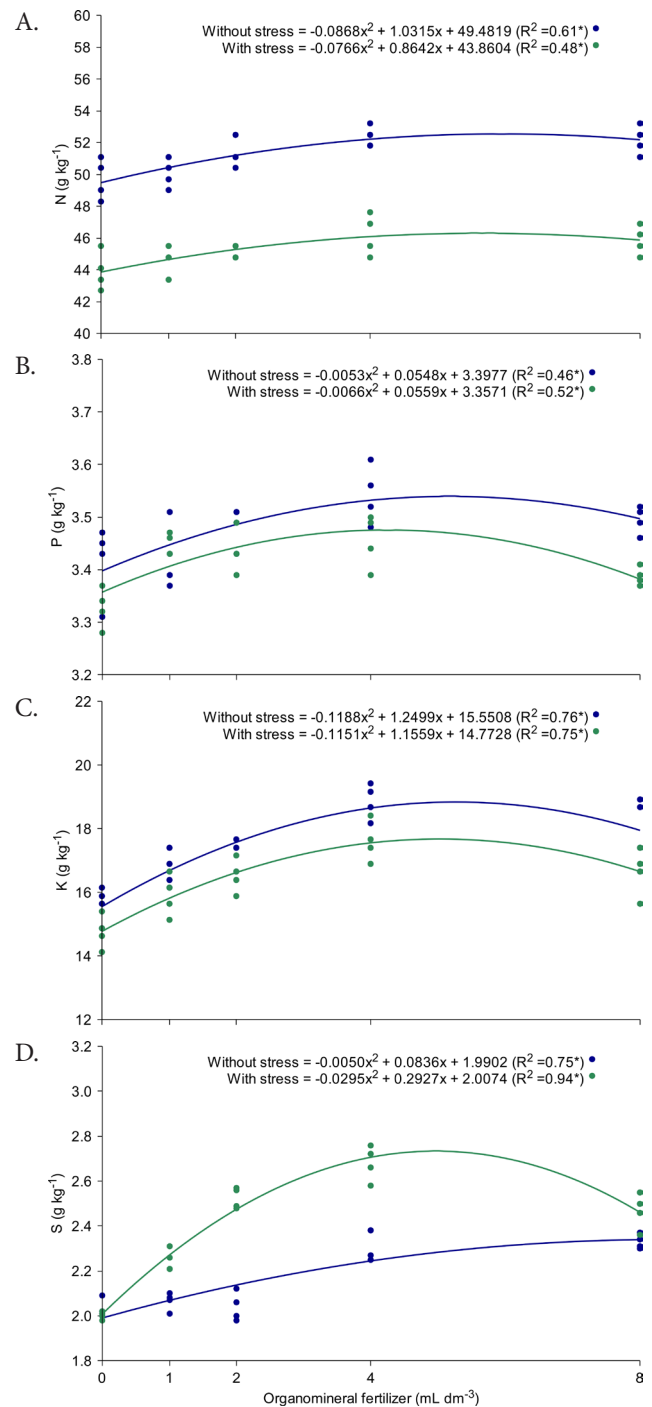 A.
60
58
56
54
52
50
48
46
44
42
40
N (g kg⁻¹)
Without stress = -0.0868x² + 1.0315x + 49.4819 (R² =0.61*)
With stress = -0.0766x² + 0.8642x + 43.8604 (R² =0.48*)
B.
3.8
3.7
3.6
3.5
3.4
3.3
3.2
P (g kg⁻¹)
Without stress = -0.0053x² + 0.0548x + 3.3977 (R² =0.46*)
With stress = -0.0066x² + 0.0559x + 3.3571 (R² =0.52*)
C.
22
20
18
16
14
12
K (g kg⁻¹)
Without stress = -0.1188x² + 1.2499x + 15.5508 (R² =0.76*)
With stress = -0.1151x² + 1.1559x + 14.7728 (R² =0.75*)
D.
3.2
3.0
2.8
2.6
2.4
2.2
2.0
1.8
S (g kg⁻¹)
Without stress = -0.0050x² + 0.0836x + 1.9902 (R² =0.75*)
With stress = -0.0295x² + 0.2927x + 2.0074 (R² =0.94*)
0 1 2 4 8
Organomineral fertilizer (mL dm⁻³)